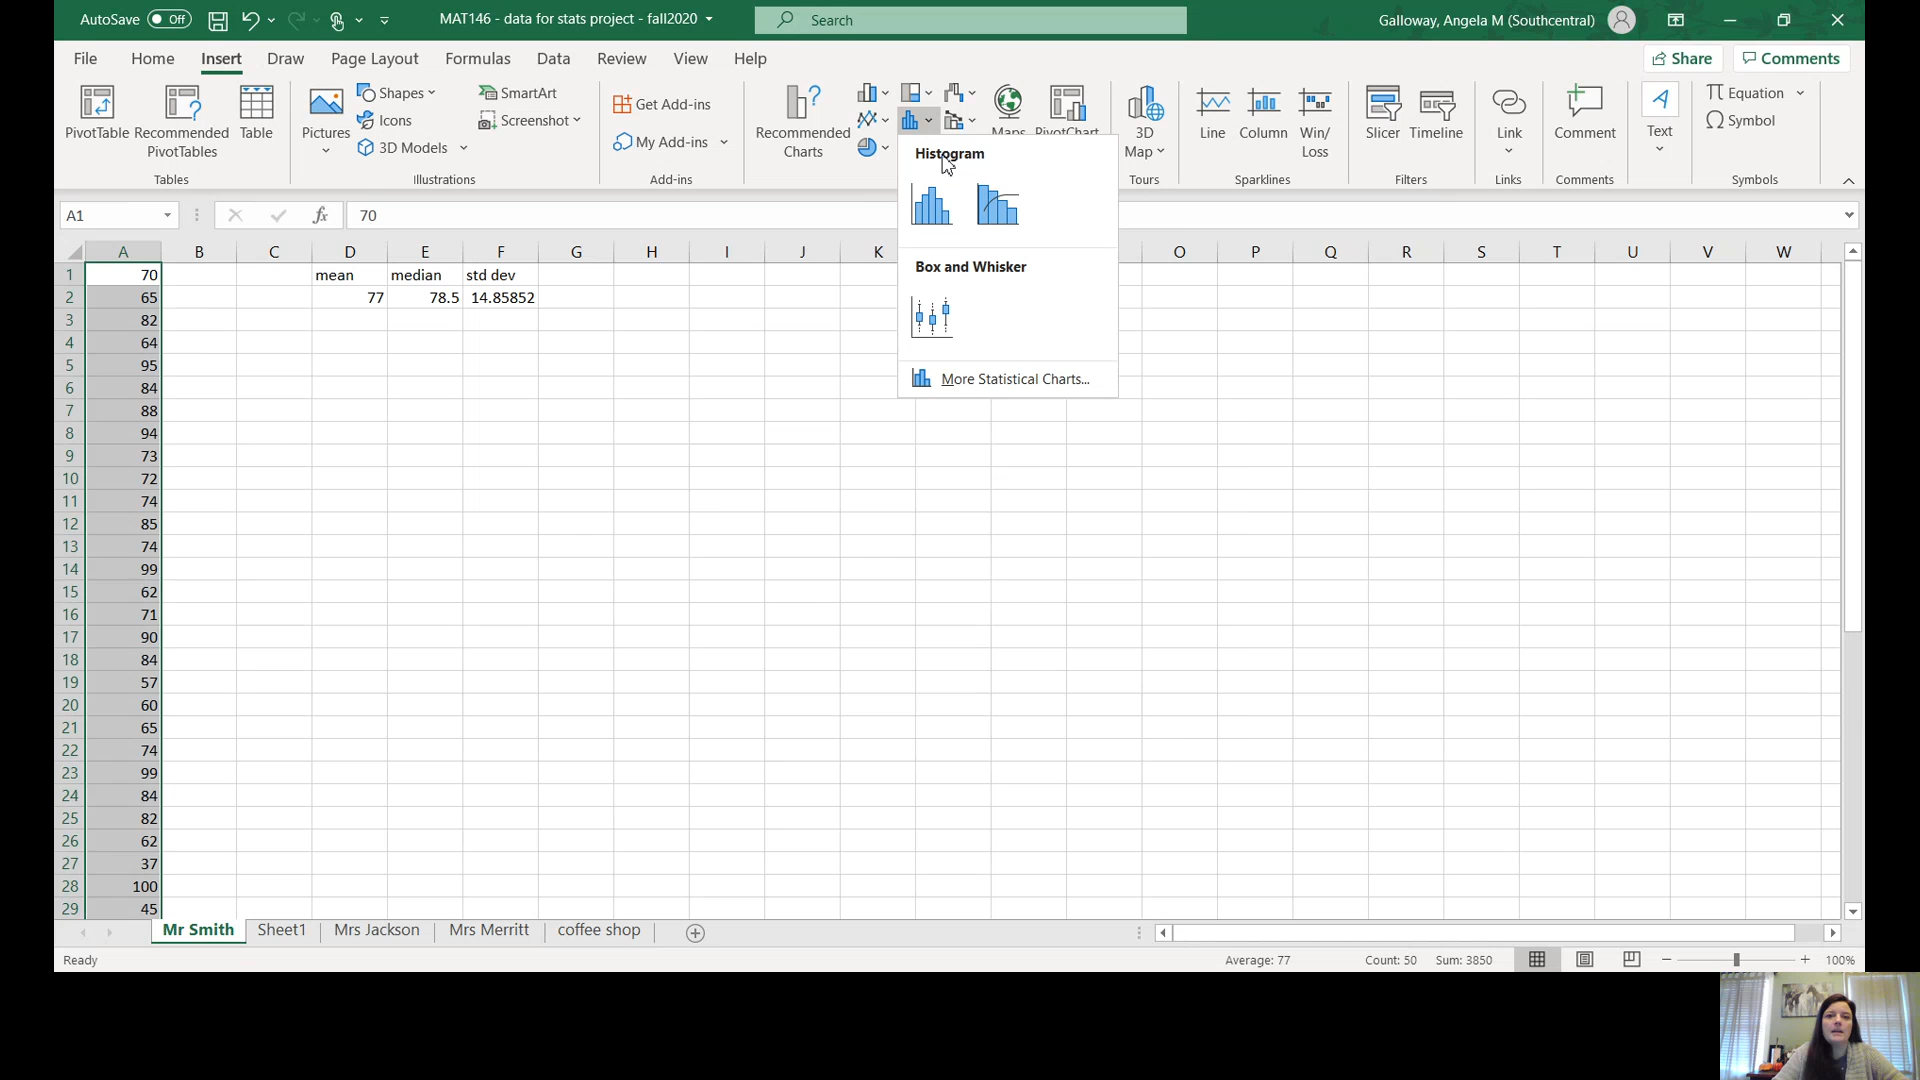 AutoSave Off MAT146 - data for stats project - fall2020 Search Galloway, Angela M (Southcentral)
File Home Insert Draw Page Layout Formulas Data Review View Help Share Comments
PivotTable Recommended PivotTables Table Tables
Pictures Shapes Icons 3D Models SmartArt Screenshot Illustrations
Get Add-ins My Add-ins Add-ins
Recommended Charts Maps PivotChart
3D Map Tours
Line Column Win/Loss Sparklines
Slicer Timeline Filters
Link Links
Comment Comments
Text
Equation Symbol Symbols
Histogram
Box and Whisker
More Statistical Charts...
A1 fx 70
A B C D E F G H I J K O P Q R S T U V W
1 70 mean median std dev
2 65 77 78.5 14.85852
3 82
4 64
5 95
6 84
7 88
8 94
9 73
10 72
11 74
12 85
13 74
14 99
15 62
16 71
17 90
18 84
19 57
20 60
21 65
22 74
23 99
24 84
25 82
26 62
27 37
28 100
29 45
Mr Smith Sheet1 Mrs Jackson Mrs Merritt coffee shop
Ready Average: 77 Count: 50 Sum: 3850 100%